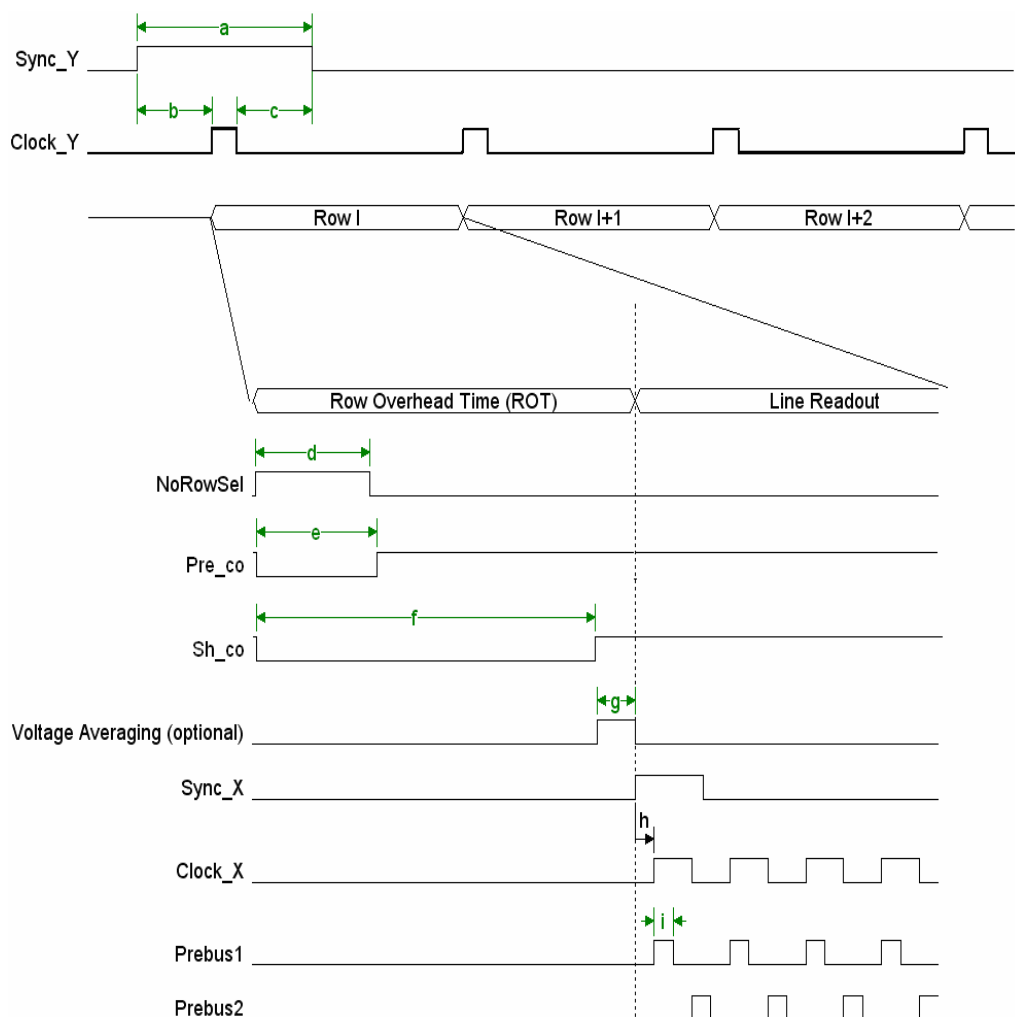 a
Sync_Y
b
c
Clock_Y
Row I
Row I+1
Row I+2
Row Overhead Time (ROT)
Line Readout
d
NoRowSel
e
Pre_co
f
Sh_co
g
Voltage Averaging (optional)
Sync_X
h
Clock_X
i
Prebus1
Prebus2